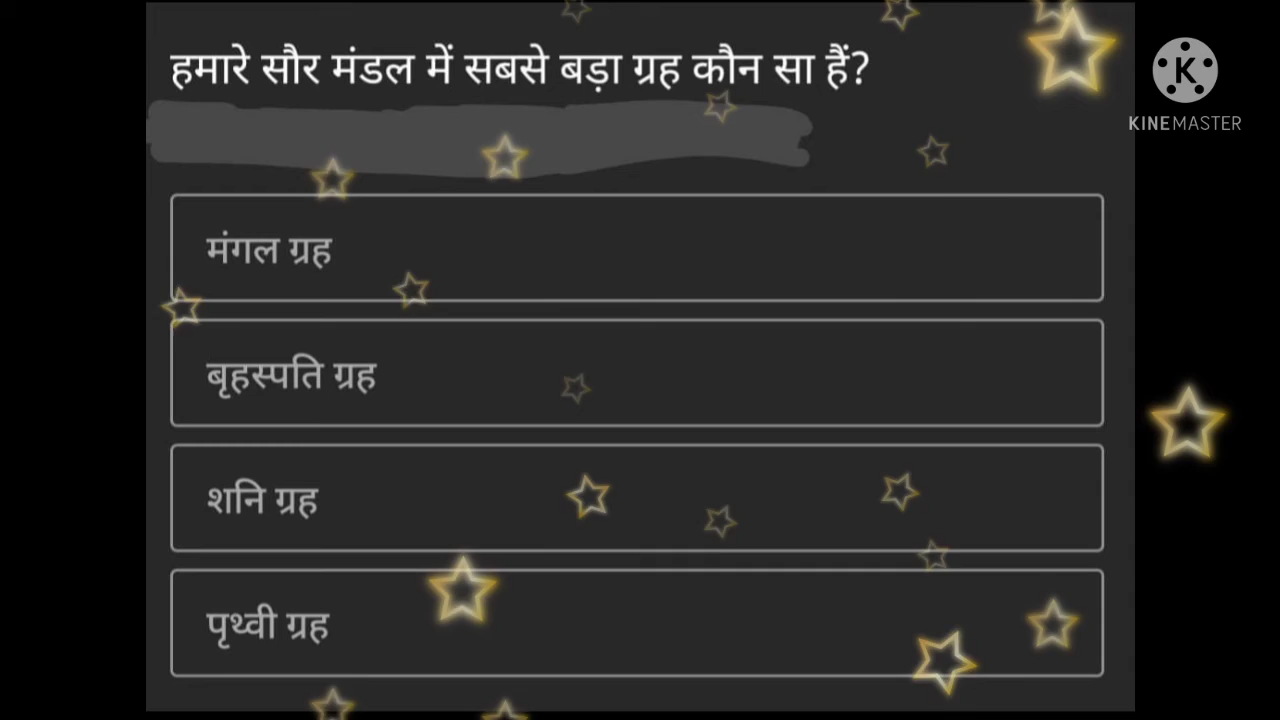 हमारे सौर मंडल में सबसे बड़ा ग्रह कौन सा हैं?
मंगल ग्रह
बृहस्पति ग्रह
शनि ग्रह
पृथ्वी ग्रह
K
KINEMASTER